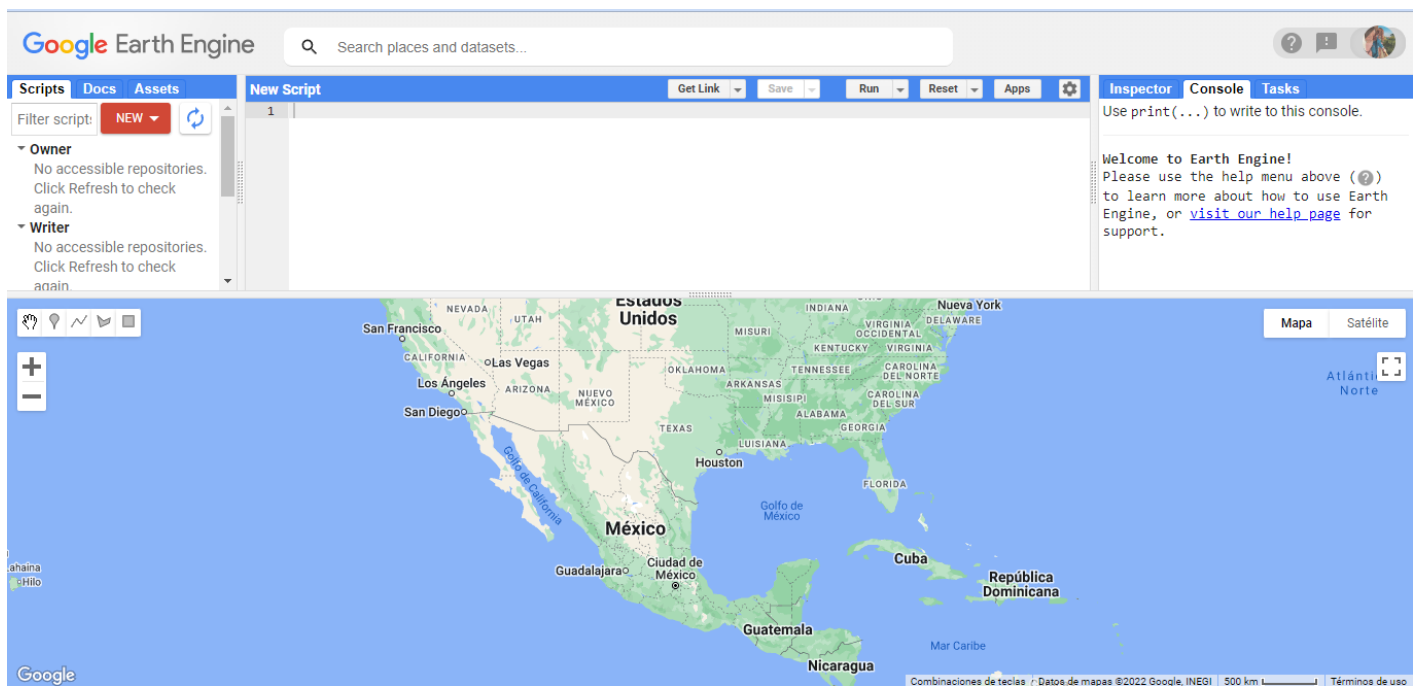 Google Earth Engine
Search places and datasets...
Scripts Docs Assets
Filter script:
NEW
Owner
No accessible repositories.
Click Refresh to check
again.
Writer
No accessible repositories.
Click Refresh to check
again.
New Script
Get Link Save Run Reset Apps
1
Inspector Console Tasks
Use print(...) to write to this console.
Welcome to Earth Engine!
Please use the help menu above (?)
to learn more about how to use Earth
Engine, or visit our help page for
support.
Mapa Satélite
Estados
Unidos
NEVADA
UTAH
INDIANA
Nueva York
San Francisco
MISURI
VIRGINIA
OCCIDENTAL
DELAWARE
KENTUCKY
VIRGINIA
CALIFORNIA
Las Vegas
OKLAHOMA
TENNESSEE
CAROLINA
DEL NORTE
Los Ángeles
ARIZONA
NUEVO
MÉXICO
ARKANSAS
MISISIPI
CAROLINA
DEL SUR
San Diego
TEXAS
ALABAMA
GEORGIA
LUISIANA
Houston
FLORIDA
Golfo de California
Golfo de
México
México
Guadalajara
Ciudad de
México
Cuba
República
Dominicana
Guatemala
Mar Caribe
Nicaragua
ahaina
Hilo
Norte
Google
Combinaciones de teclas
Datos de mapas ©2022 Google, INEGI
500 km
Términos de uso